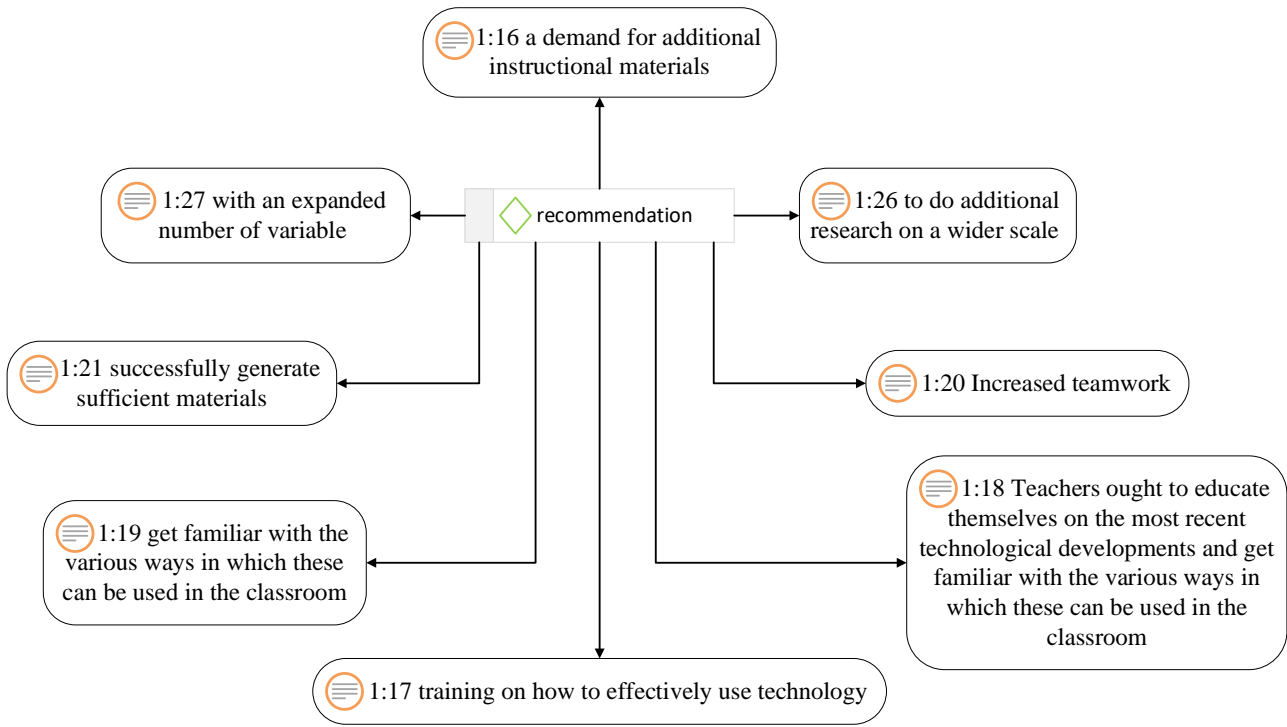 1:16 a demand for additional
instructional materials
1:27 with an expanded
number of variable
recommendation
1:26 to do additional
research on a wider scale
1:21 successfully generate
sufficient materials
1:20 Increased teamwork
1:19 get familiar with the
various ways in which these
can be used in the classroom
1:18 Teachers ought to educate
themselves on the most recent
technological developments and get
familiar with the various ways in
which these can be used in the
classroom
1:17 training on how to effectively use technology